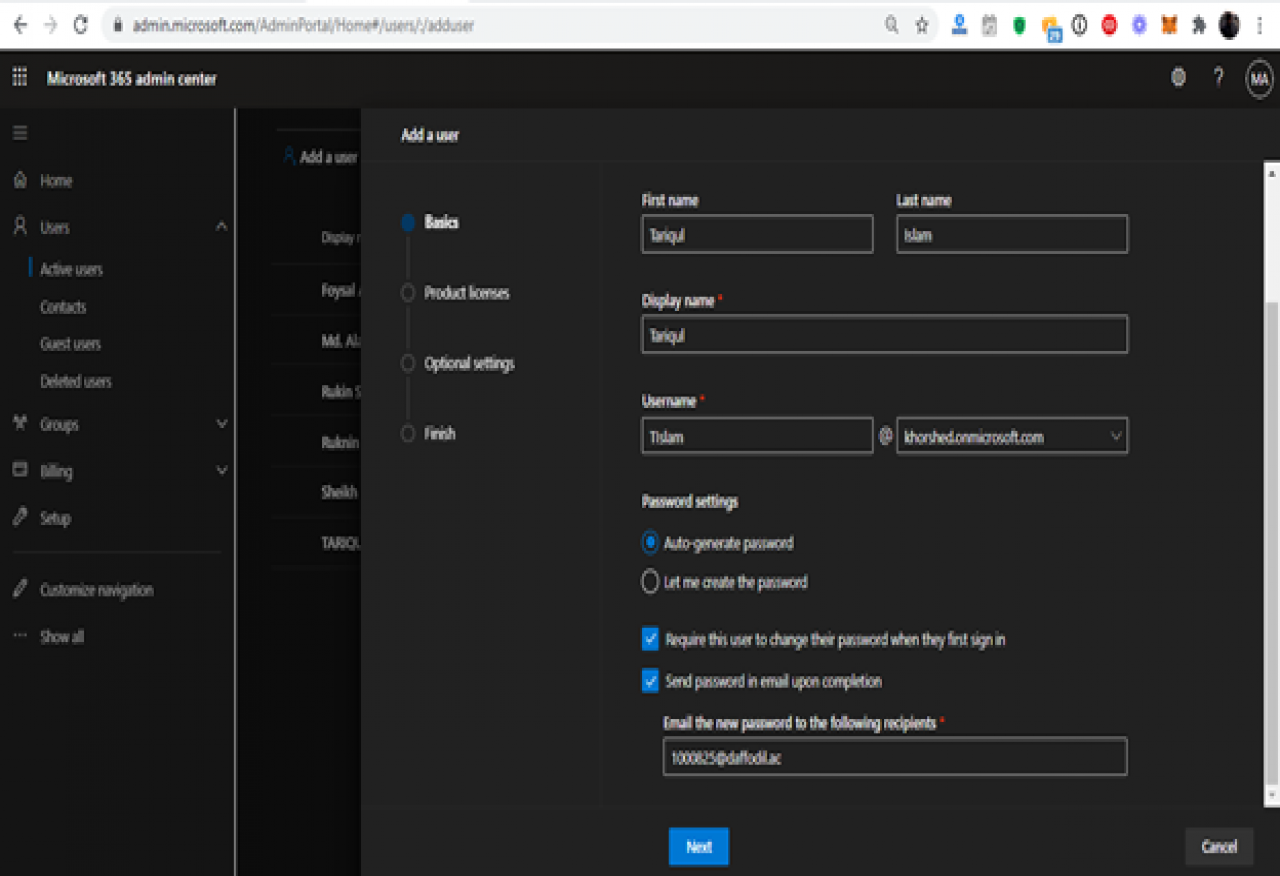 admin.microsoft.com/AdminPortal/Home#/users/:/adduser
29
Microsoft 365 admin center
?
MA
Home
Users
Active users
Contacts
Guest users
Deleted users
Groups
Billing
Setup
Customize navigation
Show all
Add a user
Display
Foysal
Md. Al
Rukin S
Ruknin
Sheikh
TARIQU
Add a user
Basics
Product licenses
Optional settings
Finish
First name Last name
Tariqul Islam
Display name *
Tariqul
Username *
TIslam @ khorshed.onmicrosoft.com
Password settings
Auto-generate password
Let me create the password
Require this user to change their password when they first sign in
Send password in email upon completion
Email the new password to the following recipients *
1000825@daffodil.ac
Next Cancel